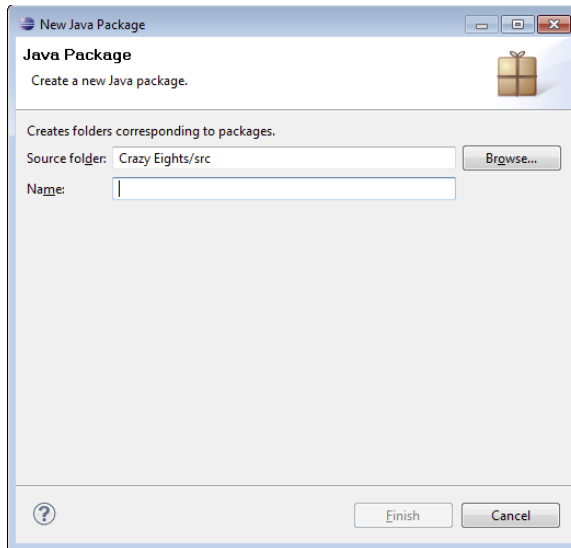 New Java Package
Java Package
Create a new Java package.
Creates folders corresponding to packages.
Source folder: Crazy Eights/src Browse...
Name:
? Finish Cancel